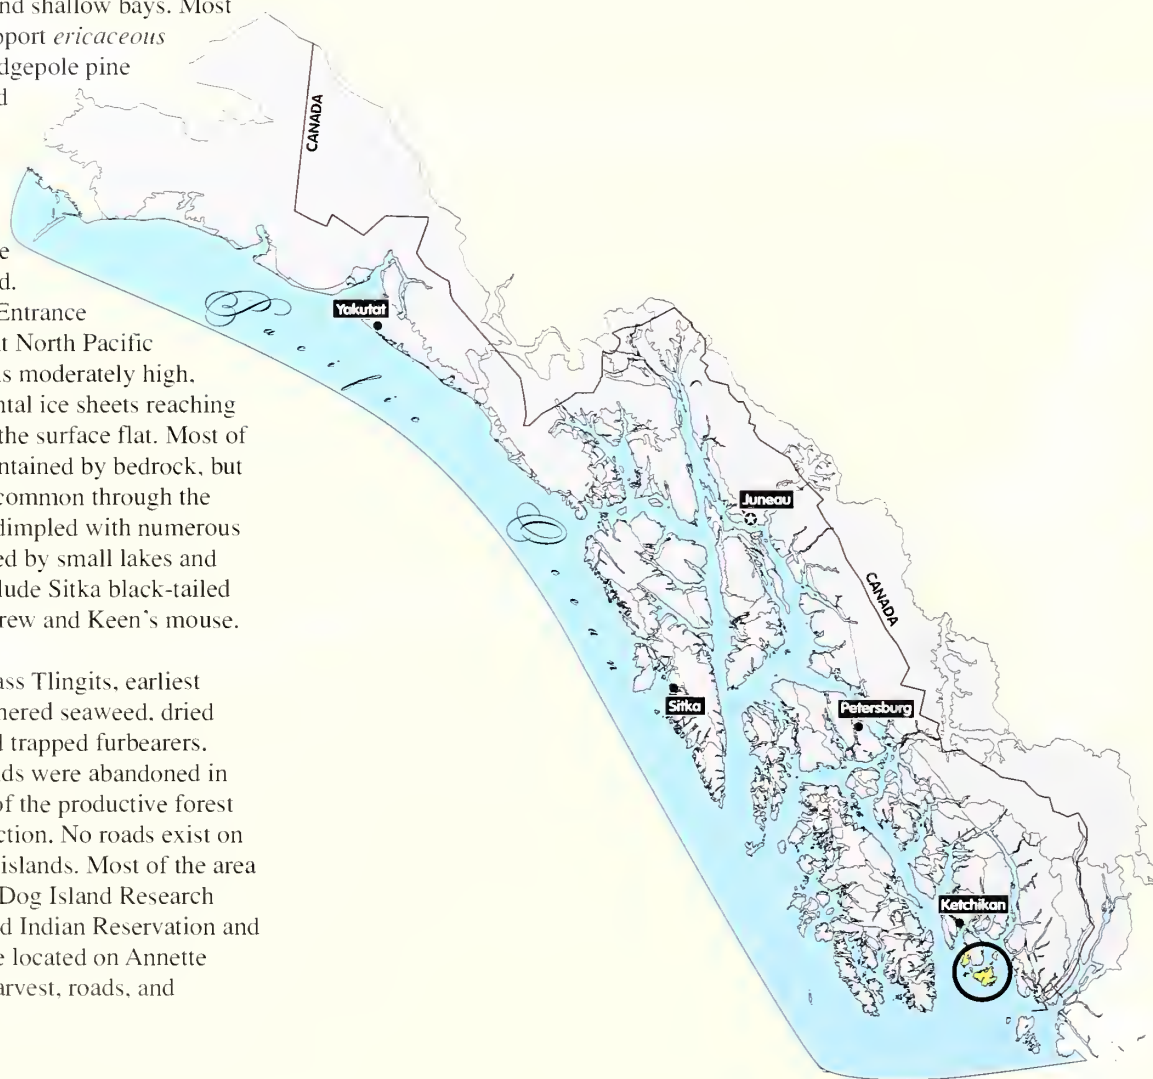 nd shallow bays. Most
pport ericaceous
dgepole pine
d
e
d.
Entrance
t North Pacific
is moderately high,
ntal ice sheets reaching
the surface flat. Most of
ntained by bedrock, but
common through the
dimpled with numerous
ed by small lakes and
lude Sitka black-tailed
rew and Keen's mouse.
ass Tlingits, earliest
hered seaweed, dried
d trapped furbearers.
ds were abandoned in
of the productive forest
ction. No roads exist on
islands. Most of the area
Dog Island Research
d Indian Reservation and
e located on Annette
arvest, roads, and
CANADA
Yakutat
Pacific
Ocean
Juneau
CANADA
Sitka
Petersburg
Ketchikan